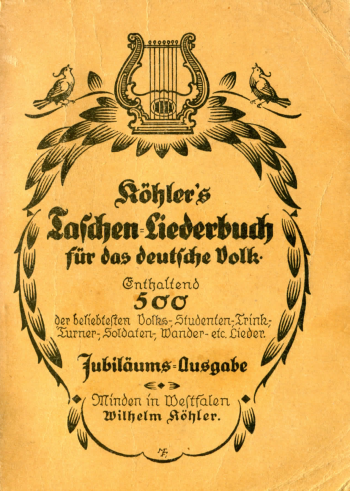 Köhler's
Taschen-Liederbuch
für das deutsche Volk.
Enthaltend
500
der beliebtesten Volks-, Studenten-, Trink-,
Turner-, Soldaten-, Wander- etc. Lieder.
Jubiläums-Ausgabe
Minden in Westfalen
Wilhelm Köhler.